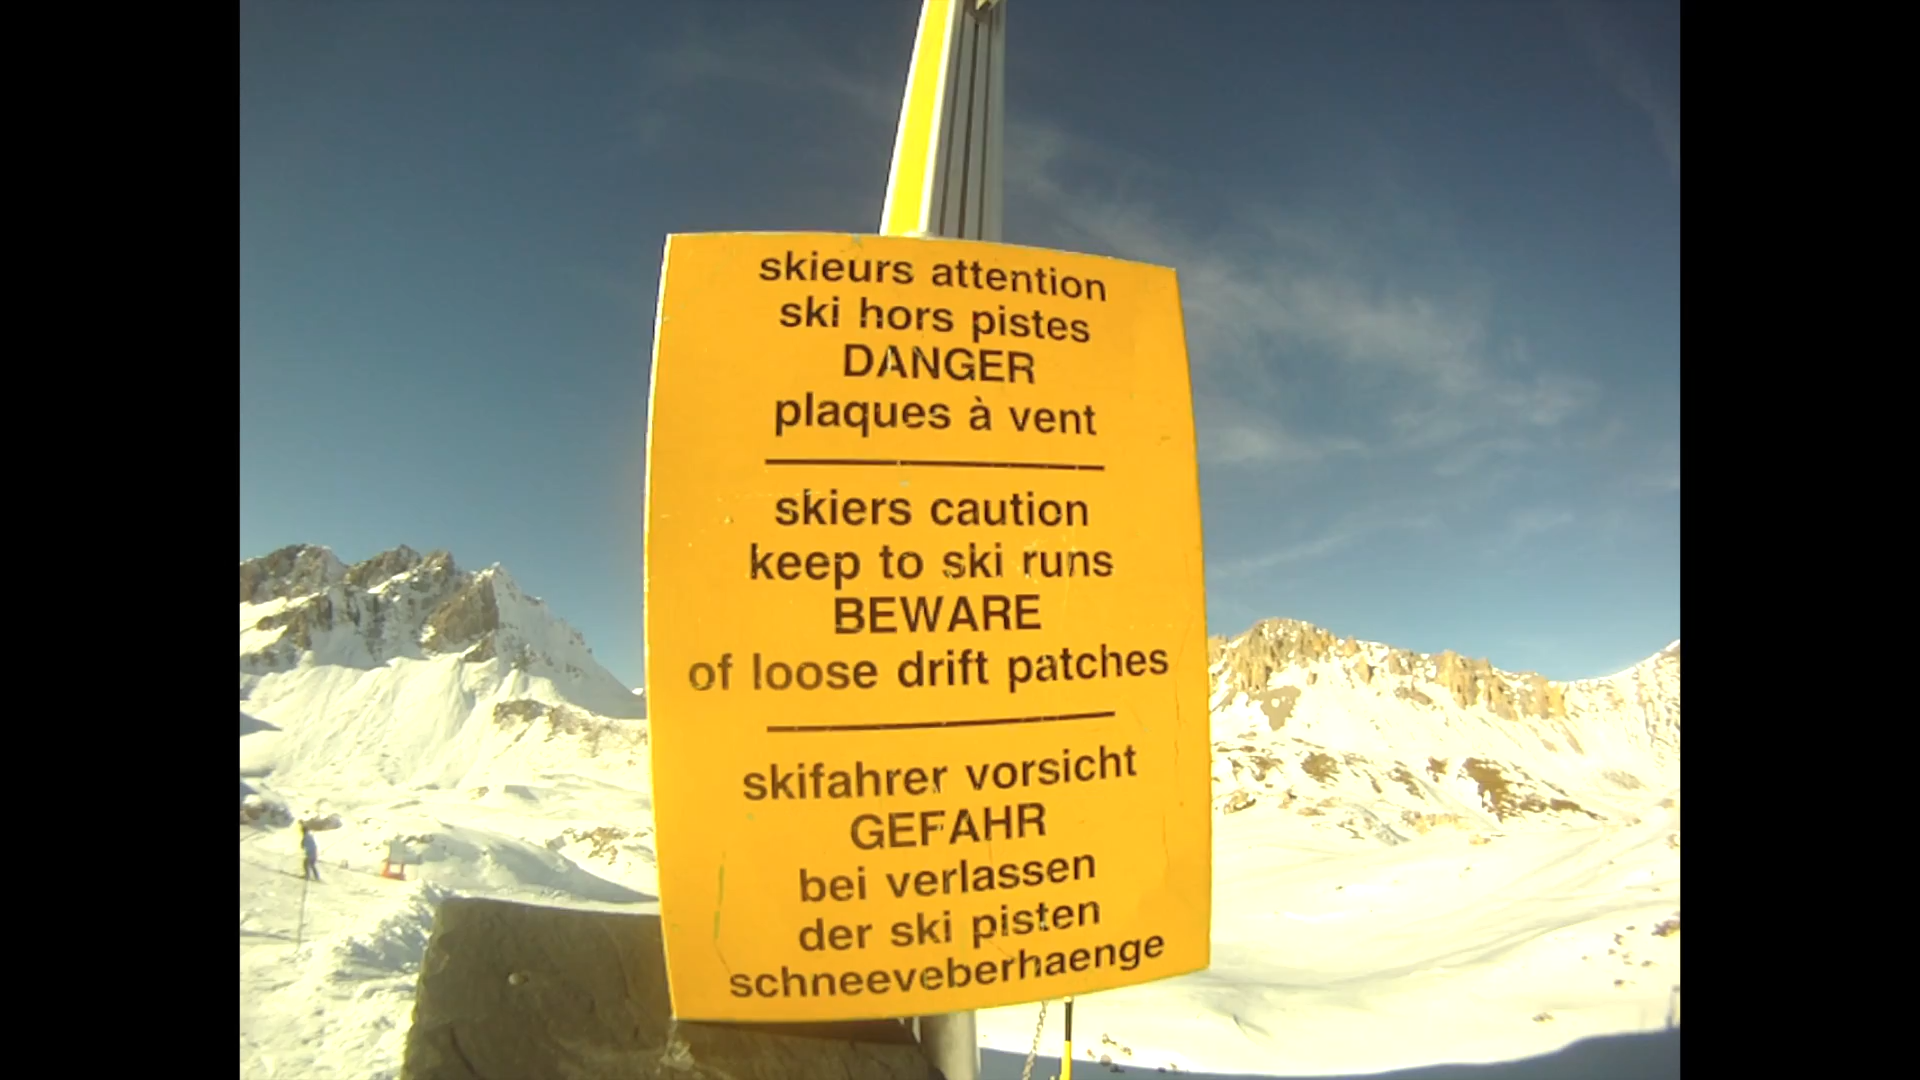 skieurs attention
ski hors pistes
DANGER
plaques à vent
skiers caution
keep to ski runs
BEWARE
of loose drift patches
skifahrer vorsicht
GEFAHR
bei verlassen
der ski pisten
schneeveberhaenge